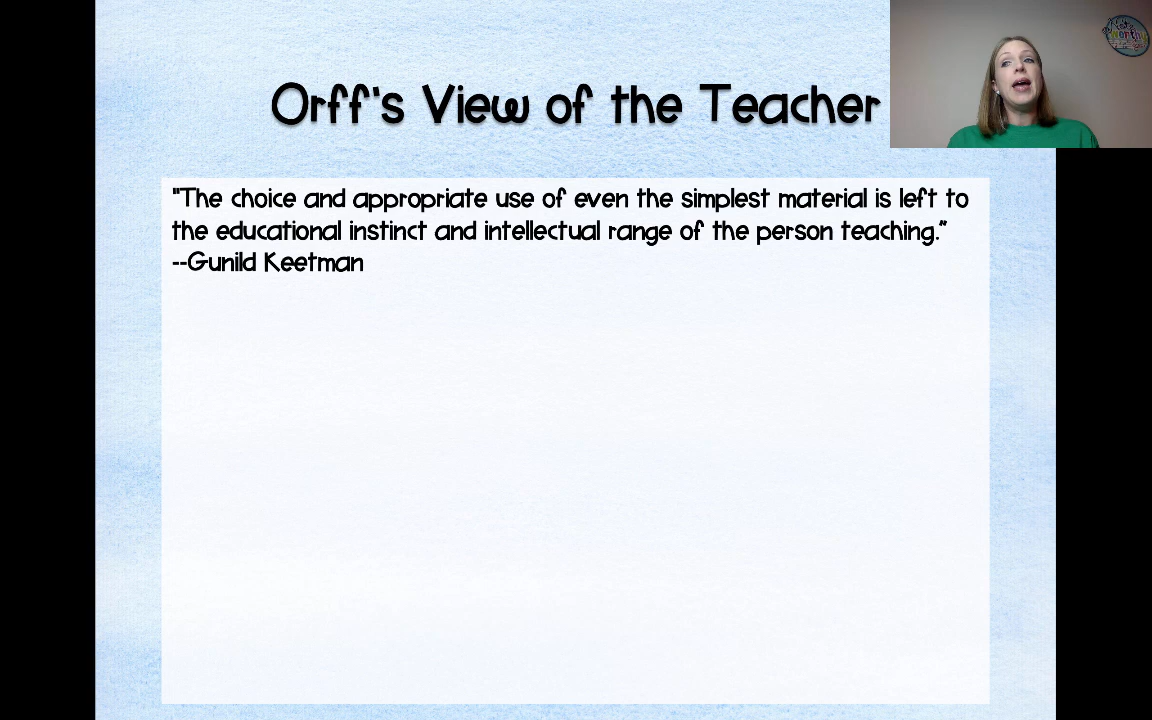 Orff's View of the Teacher
"The choice and appropriate use of even the simplest material is left to
the educational instinct and intellectual range of the person teaching."
--Gunild Keetman